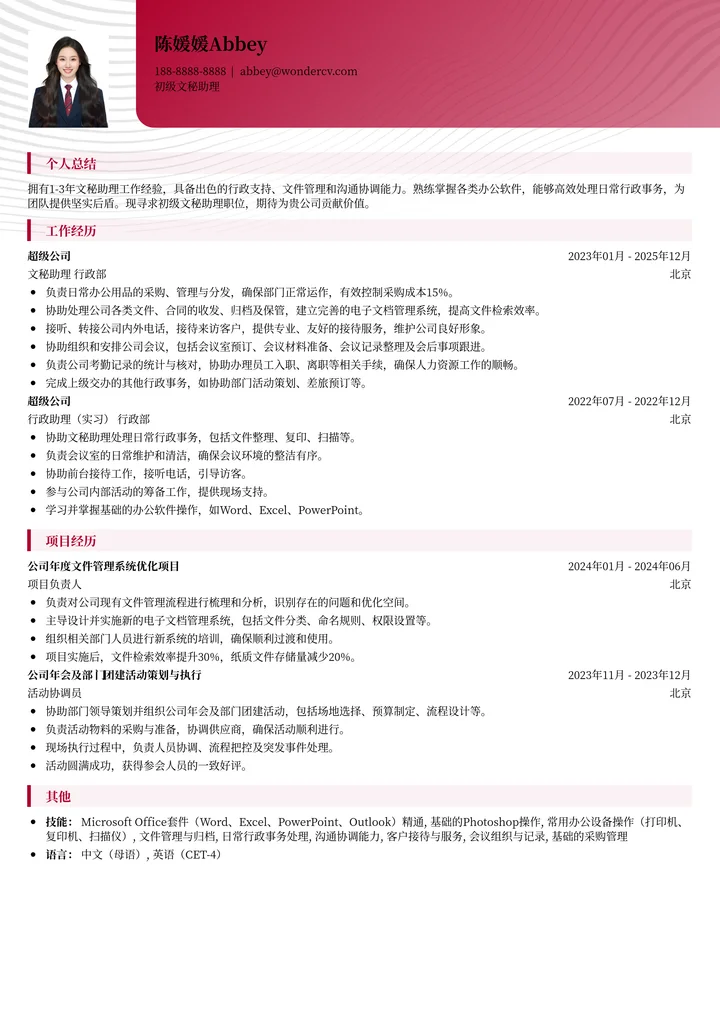 陈媛媛Abbey
188-8888-8888 | abbey@wondercv.com
初级文秘助理
个人总结
拥有1-3年文秘助理工作经验，具备出色的行政支持、文件管理和沟通协调能力。熟练掌握各类办公软件，能够高效处理日常行政事务，为
团队提供坚实后盾。现寻求初级文秘助理职位，期待为贵公司贡献价值。
工作经历
超级公司 2023年01月 - 2025年12月
文秘助理 行政部 北京
• 负责日常办公用品的采购、管理与分发，确保部门正常运作，有效控制采购成本15%。
• 协助处理公司各类文件、合同的收发、归档及保管，建立完善的电子文档管理系统，提高文件检索效率。
• 接听、转接公司内外电话，接待来访客户，提供专业、友好的接待服务，维护公司良好形象。
• 协助组织和安排公司会议，包括会议室预订、会议材料准备、会议记录整理及会后事项跟进。
• 负责公司考勤记录的统计与核对，协助办理员工入职、离职等相关手续，确保人力资源工作的顺畅。
• 完成上级交办的其他行政事务，如协助部门活动策划、差旅预订等。
超级公司 2022年07月 - 2022年12月
行政助理（实习） 行政部 北京
• 协助文秘助理处理日常行政事务，包括文件整理、复印、扫描等。
• 负责会议室的日常维护和清洁，确保会议环境的整洁有序。
• 协助前台接待工作，接听电话，引导访客。
• 参与公司内部活动的筹备工作，提供现场支持。
• 学习并掌握基础的办公软件操作，如Word、Excel、PowerPoint。
项目经历
公司年度文件管理系统优化项目 2024年01月 - 2024年06月
项目负责人 北京
• 负责对公司现有文件管理流程进行梳理和分析，识别存在的问题和优化空间。
• 主导设计并实施新的电子文档管理系统，包括文件分类、命名规则、权限设置等。
• 组织相关部门人员进行新系统的培训，确保顺利过渡和使用。
• 项目实施后，文件检索效率提升30%，纸质文件存储量减少20%。
公司年会及部门团建活动策划与执行 2023年11月 - 2023年12月
活动协调员 北京
• 协助部门领导策划并组织公司年会及部门团建活动，包括场地选择、预算制定、流程设计等。
• 负责活动物料的采购与准备，协调供应商，确保活动顺利进行。
• 现场执行过程中，负责人员协调、流程把控及突发事件处理。
• 活动圆满成功，获得参会人员的一致好评。
其他
• 技能： Microsoft Office套件（Word、Excel、PowerPoint、Outlook）精通, 基础的Photoshop操作, 常用办公设备操作（打印机、
复印机、扫描仪）, 文件管理与归档, 日常行政事务处理, 沟通协调能力, 客户接待与服务, 会议组织与记录, 基础的采购管理
• 语言： 中文（母语）, 英语（CET-4）